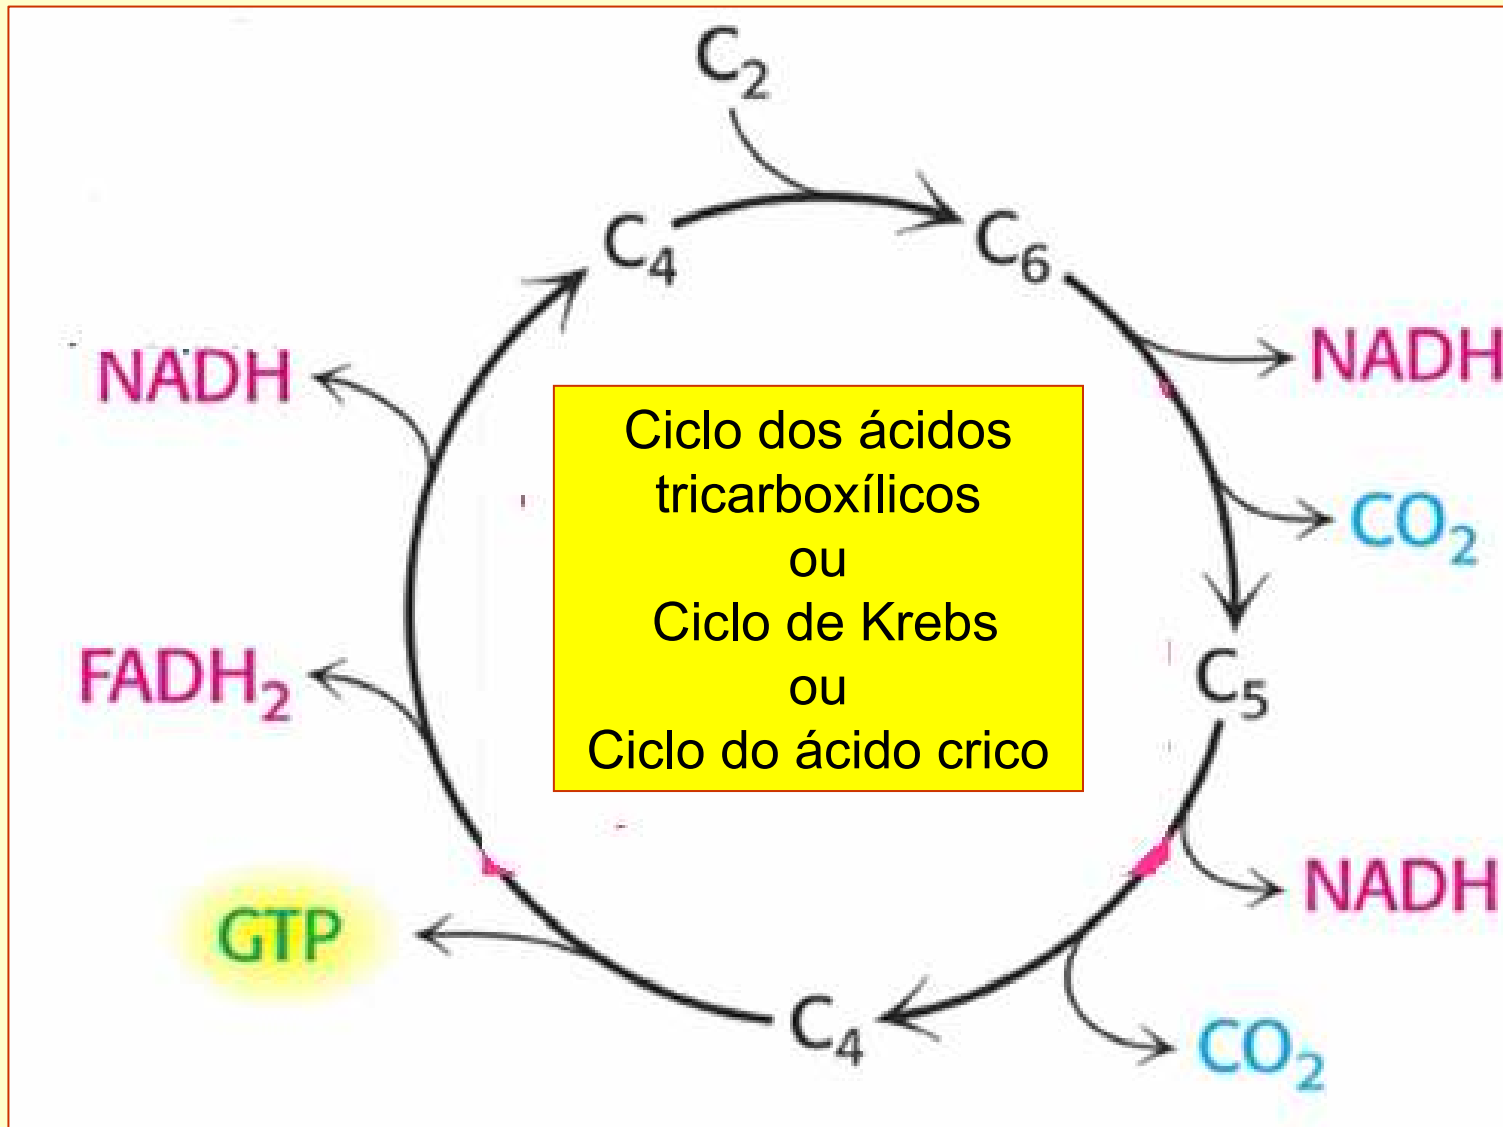 C2
C4
C6
NADH
NADH
Ciclo dos ácidos
tricarboxílicos
ou
Ciclo de Krebs
ou
Ciclo do ácido crico
CO2
FADH2
C5
GTP
NADH
C4
CO2